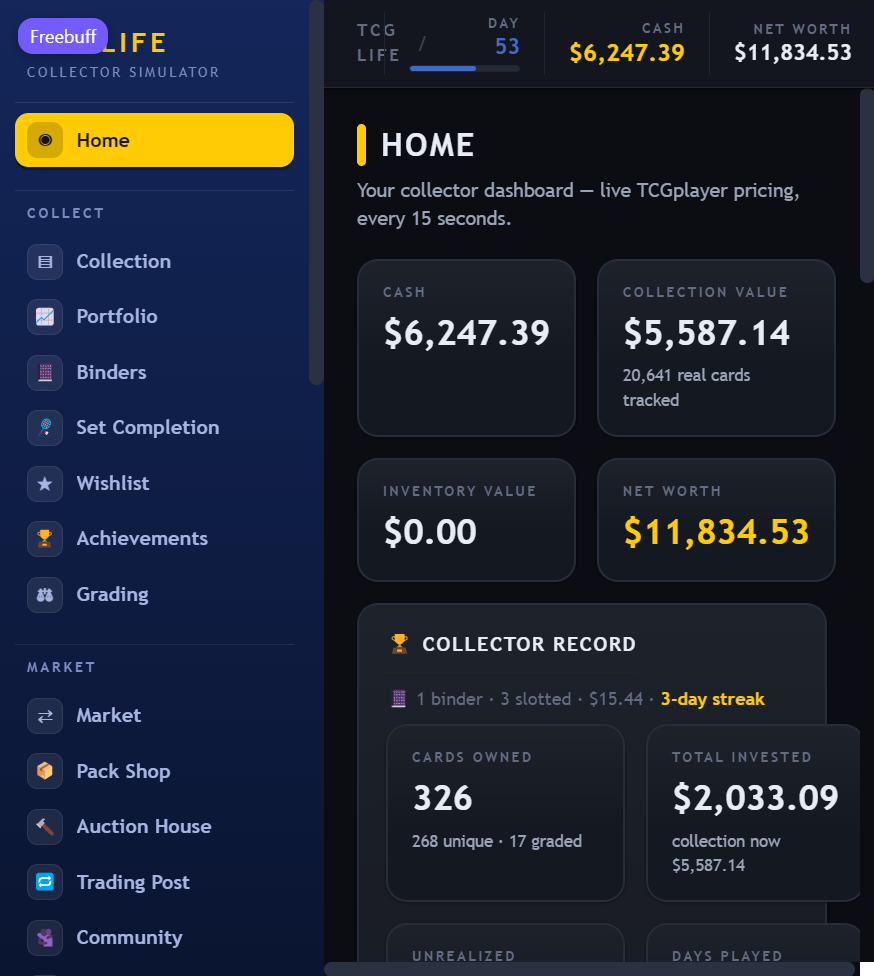 Freebuff
LIFE
COLLECTOR SIMULATOR
Home
COLLECT
Collection
Portfolio
Binders
Set Completion
Wishlist
Achievements
Grading
MARKET
Market
Pack Shop
Auction House
Trading Post
Community
TCG LIFE
/
DAY
53
CASH
$6,247.39
NET WORTH
$11,834.53
HOME
Your collector dashboard — live TCGplayer pricing,
every 15 seconds.
CASH
$6,247.39
COLLECTION VALUE
$5,587.14
20,641 real cards
tracked
INVENTORY VALUE
$0.00
NET WORTH
$11,834.53
COLLECTOR RECORD
1 binder · 3 slotted · $15.44 · 3-day streak
CARDS OWNED
326
268 unique · 17 graded
TOTAL INVESTED
$2,033.09
collection now
$5,587.14
UNREALIZED
DAYS PLAYED